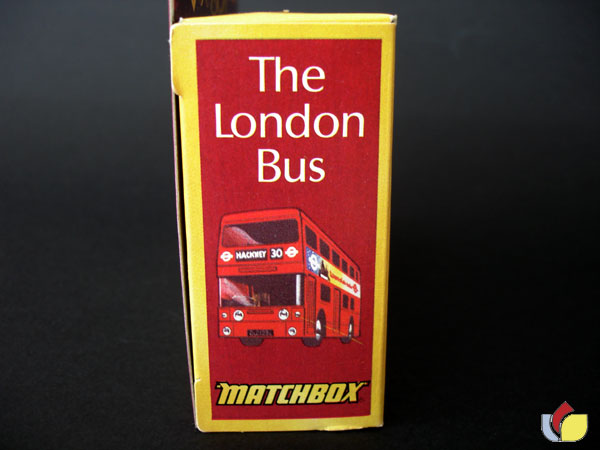 The
London
Bus
HACKNEY 30
"MATCHBOX"